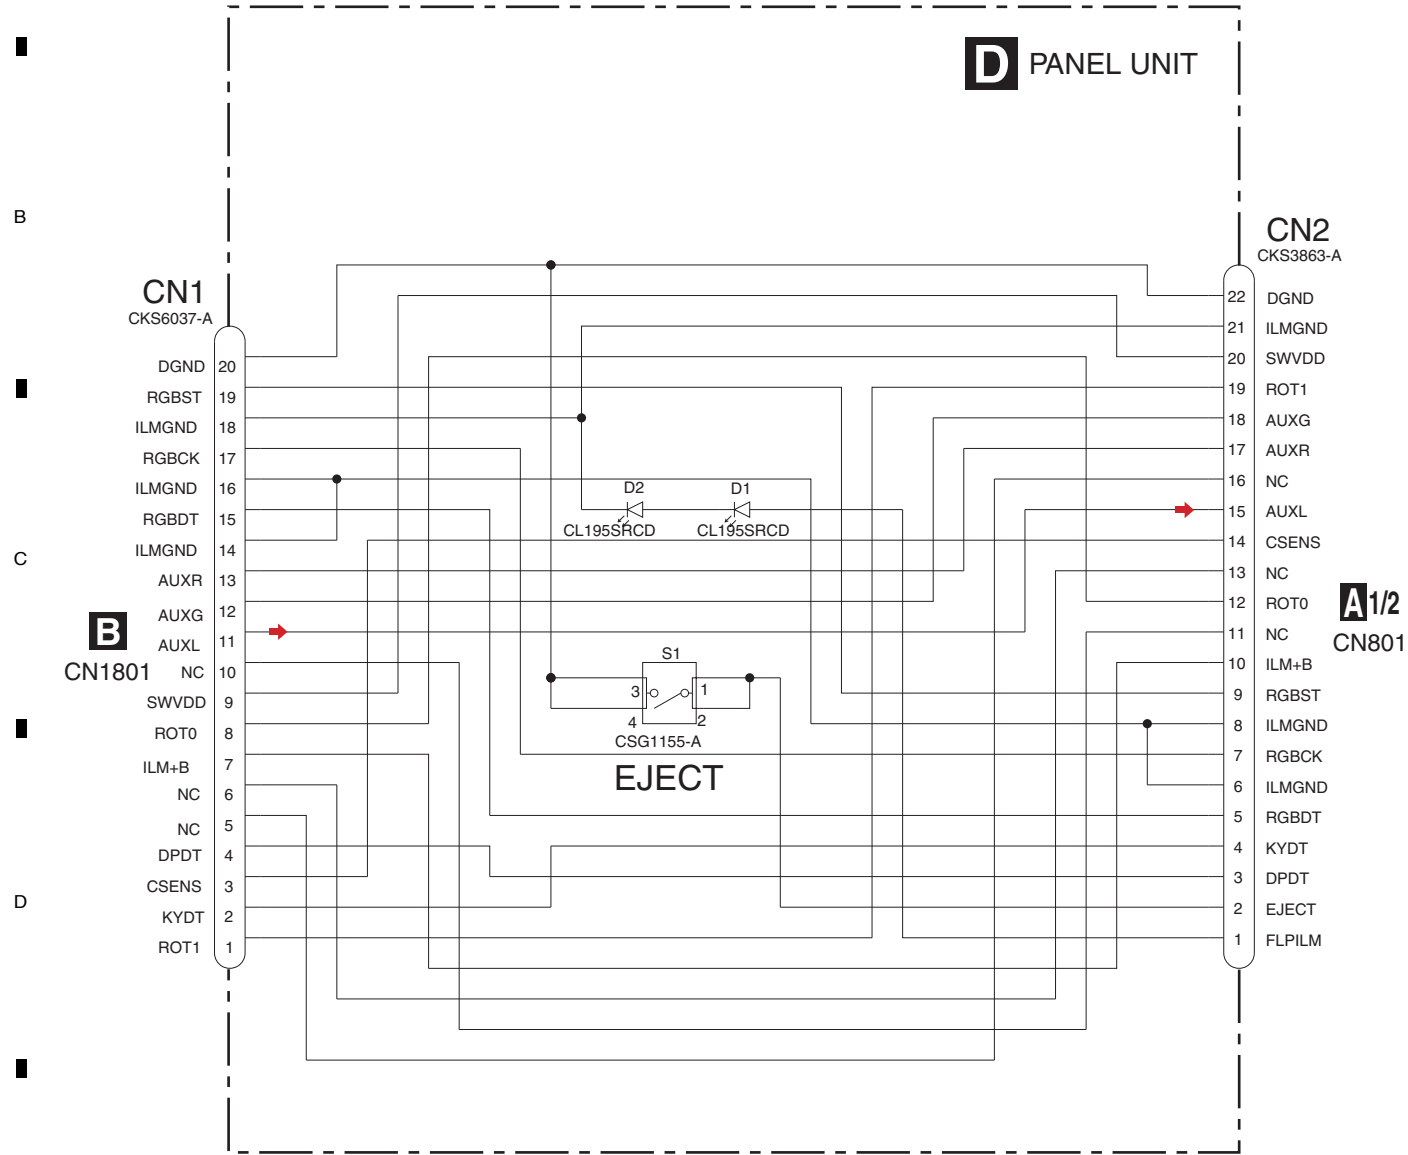 D PANEL UNIT
B
CN2
CKS3863-A
CN1
CKS6037-A
22 DGND
21 ILMGND
20 SWVDD
19 ROT1
18 AUXG
17 AUXR
16 NC
15 AUXL
14 CSENS
13 NC
12 ROT0
11 NC
10 ILM+B
9 RGBST
8 ILMGND
7 RGBCK
6 ILMGND
5 RGBDT
4 KYDT
3 DPDT
2 EJECT
1 FLPILM
DGND 20
RGBST 19
ILMGND 18
RGBCK 17
ILMGND 16
RGBDT 15
ILMGND 14
AUXR 13
AUXG 12
AUXL 11
NC 10
SWVDD 9
ROT0 8
ILM+B 7
NC 6
NC 5
DPDT 4
CSENS 3
KYDT 2
ROT1 1
D2
CL195SRCD
D1
CL195SRCD
C
B
CN1801
A 1/2
CN801
S1
3 1
4 2
CSG1155-A
EJECT
D